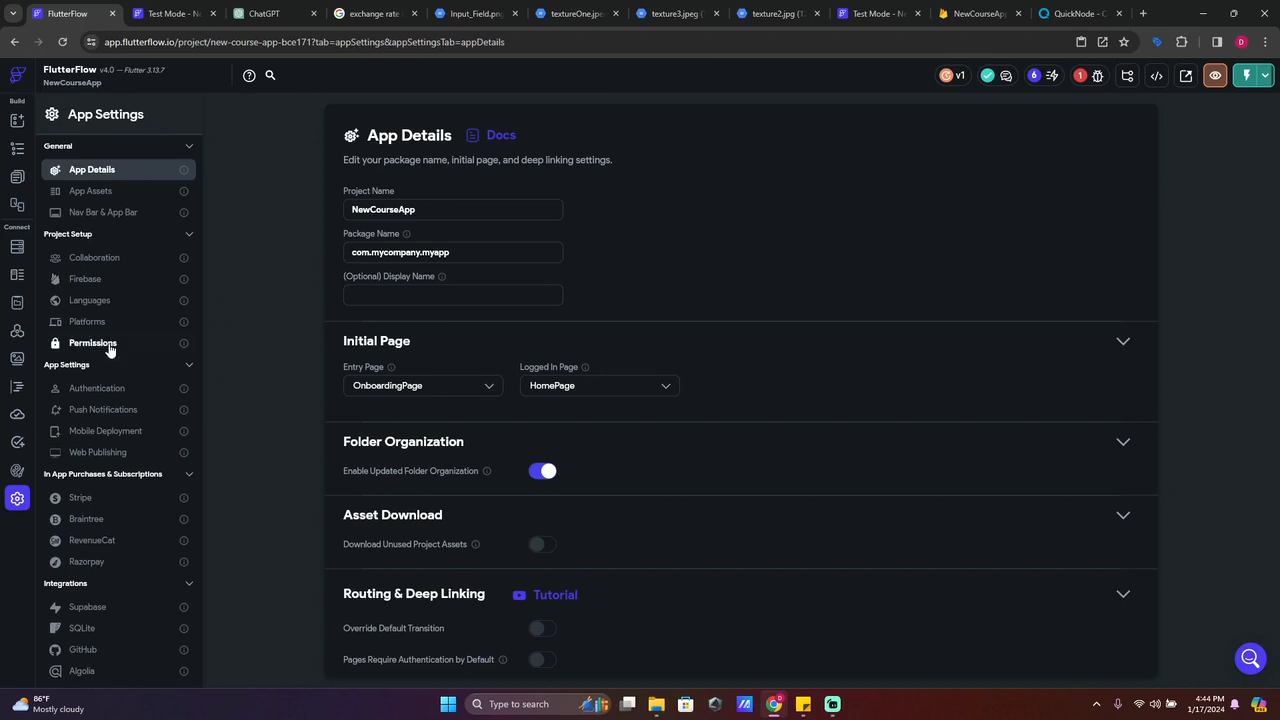 FlutterFlow
Test Mode -
ChatGPT
exchange rate
Input_Field.png
textureOne.jpe
texture3.jpeg (
texture2.jpg (1
Test Mode -
NewCourseApp
QuickNode - C
app.flutterflow.io/project/new-course-app-bce171?tab=appSettings&appSettingsTab=appDetails
D
FlutterFlow v4.0 — Flutter 3.13.7
NewCourseApp
v1
6
1
Build
Connect
App Settings
General
App Details
App Assets
Nav Bar & App Bar
Project Setup
Collaboration
Firebase
Languages
Platforms
Permissions
App Settings
Authentication
Push Notifications
Mobile Deployment
Web Publishing
In App Purchases & Subscriptions
Stripe
Braintree
RevenueCat
Razorpay
Integrations
Supabase
SQLite
GitHub
Algolia
App Details Docs
Edit your package name, initial page, and deep linking settings.
Project Name
NewCourseApp
Package Name
com.mycompany.myapp
(Optional) Display Name
Initial Page
Entry Page Logged In Page
OnboardingPage HomePage
Folder Organization
Enable Updated Folder Organization
Asset Download
Download Unused Project Assets
Routing & Deep Linking Tutorial
Override Default Transition
Pages Require Authentication by Default
86°F
Mostly cloudy
Type to search
4:44 PM
1/17/2024